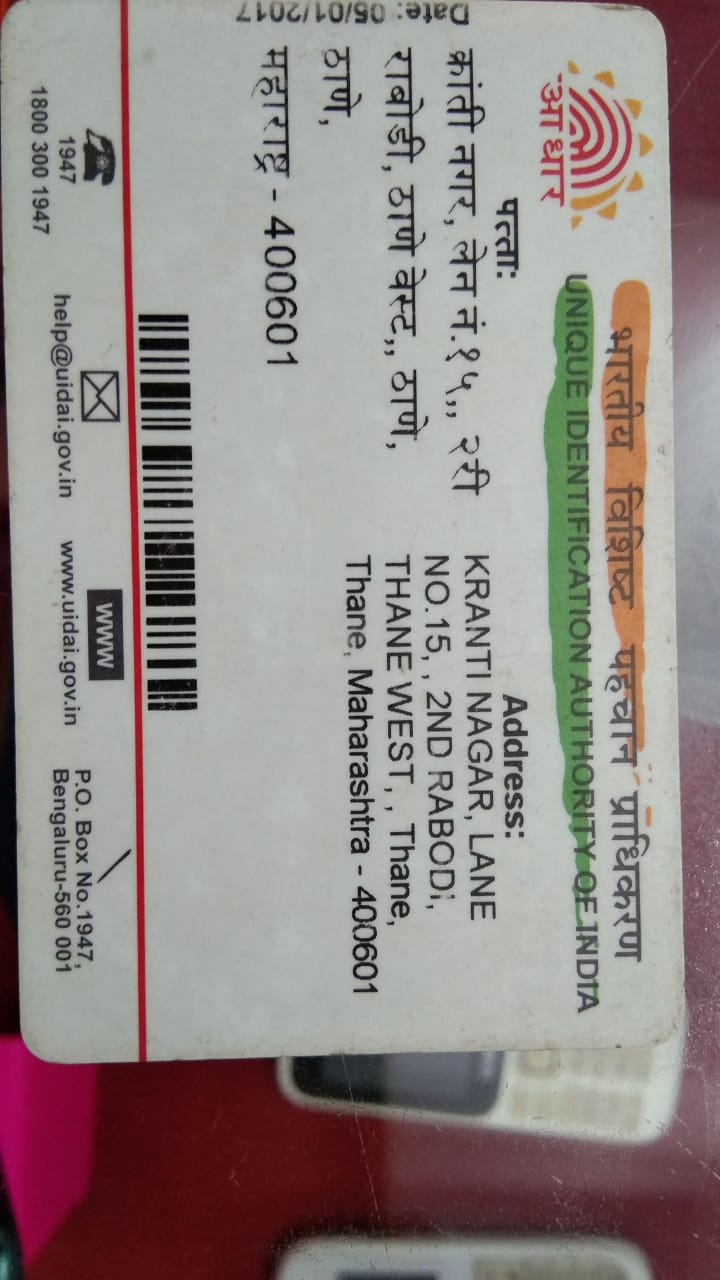 भारतीय विशिष्ट पहचान प्राधिकरण
UNIQUE IDENTIFICATION AUTHORITY OF INDIA
आधार
पत्ता:
क्रांती नगर, लेन नं.१५,, २री
राबोडी, ठाणे वेस्ट,, ठाणे,
ठाणे,
महाराष्ट्र - 400601
Address:
KRANTI NAGAR, LANE
NO.15, , 2ND RABODI,
THANE WEST, , Thane,
Thane, Maharashtra - 400601
Date: 05/01/2017
1947
1800 300 1947
help@uidai.gov.in
www
www.uidai.gov.in
P.O. Box No.1947,
Bengaluru-560 001